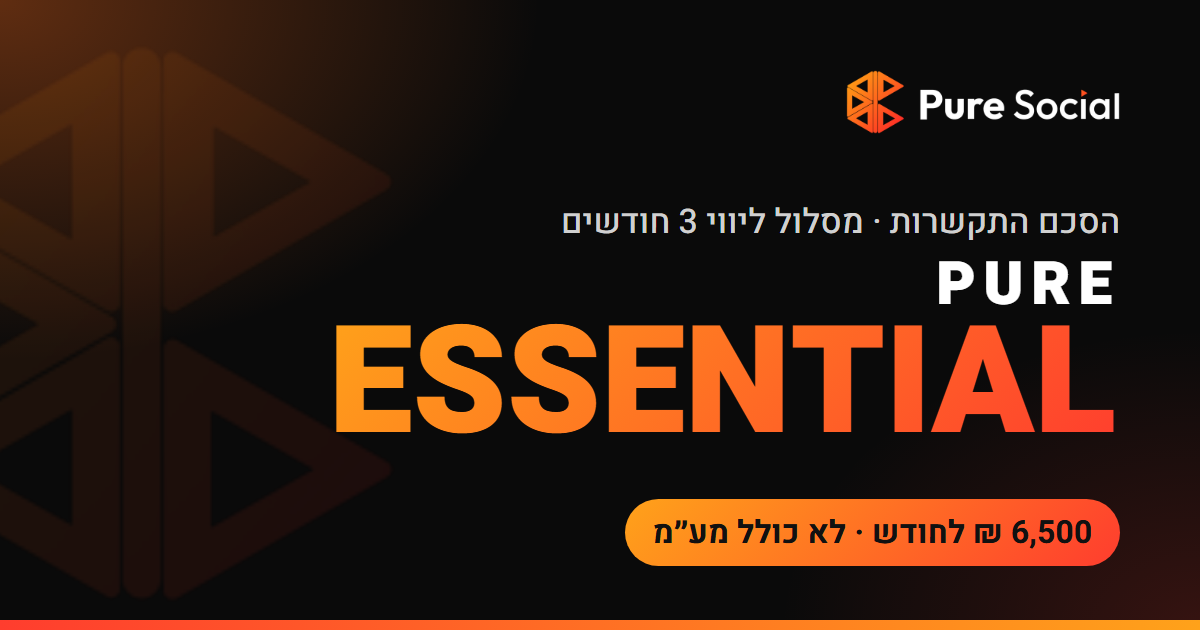 Pure Social
הסכם התקשרות · מסלול ליווי 3 חודשים
PURE
ESSENTIAL
6,500 ₪ לחודש · לא כולל מע״מ